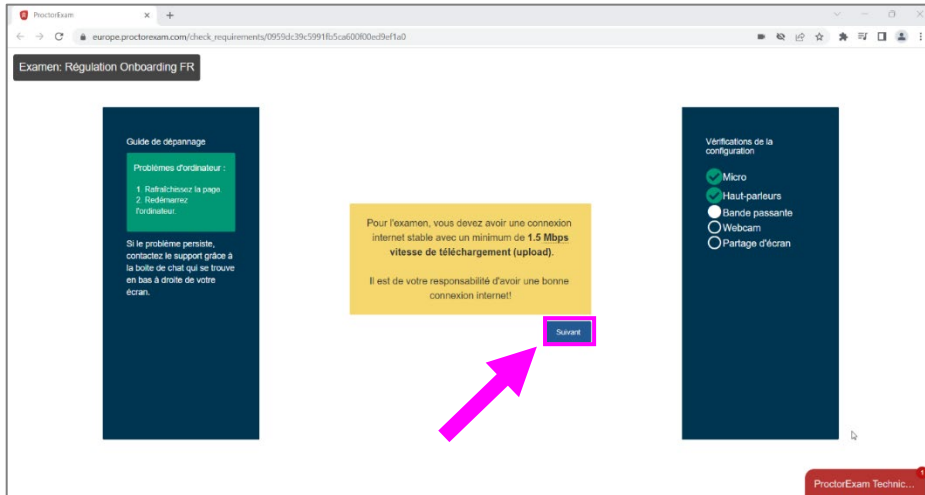 ProctorExam
europe.proctorexam.com/check_requirements/0959dc39c5991fb5ca600f00ed9ef1a0
Examen: Régulation Onboarding FR
Guide de dépannage
Problèmes d'ordinateur :
1. Rafraîchissez la page
2. Redémarrez
l'ordinateur.
Si le problème persiste,
contactez le support grâce à
la boite de chat qui se trouve
en bas à droite de votre
écran.
Pour l'examen, vous devez avoir une connexion
internet stable avec un minimum de 1.5 Mbps
vitesse de téléchargement (upload).
Il est de votre responsabilité d'avoir une bonne
connexion internet!
Suivant
Vérifications de la
configuration
Micro
Haut-parleurs
Bande passante
Webcam
Partage d'écran
ProctorExam Technic...
1